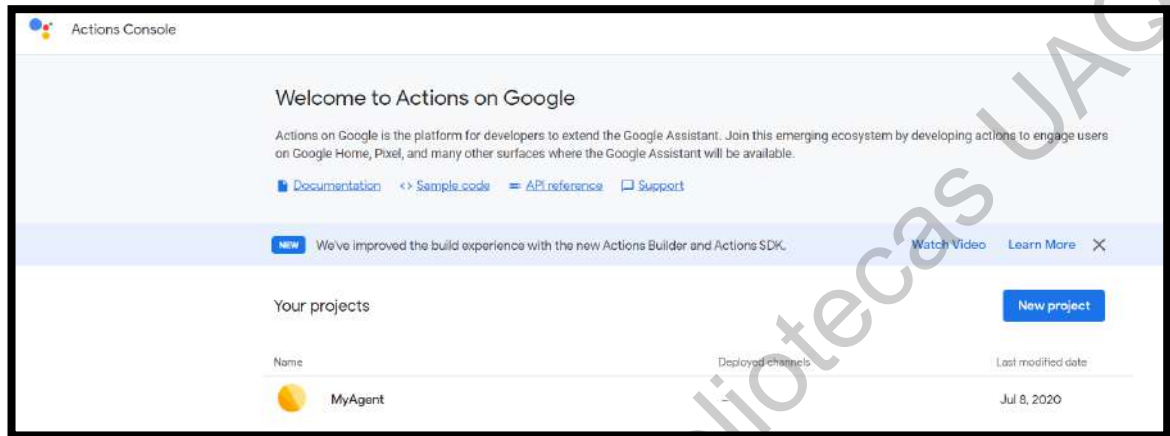 Actions Console
Welcome to Actions on Google
Actions on Google is the platform for developers to extend the Google Assistant. Join this emerging ecosystem by developing actions to engage users
on Google Home, Pixel, and many other surfaces where the Google Assistant will be available.
Documentation <> Sample code API reference Support
NEW We've improved the build experience with the new Actions Builder and Actions SDK. Watch Video Learn More
Your projects New project
Name Deployed channels Last modified date
MyAgent – Jul 8, 2020
liotecas UAG